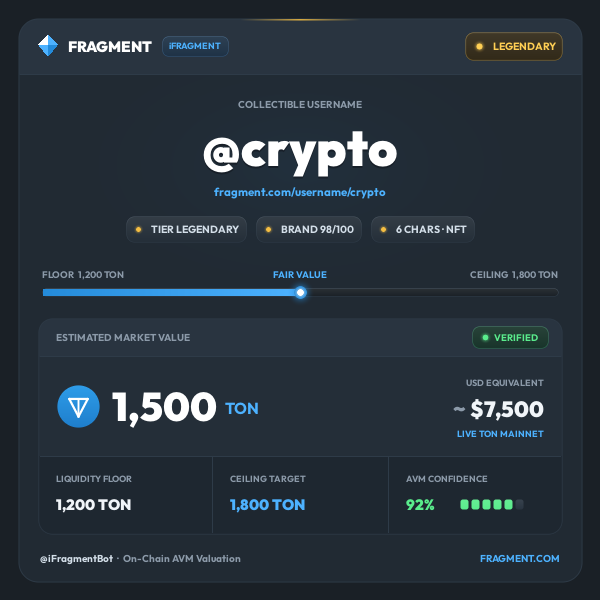 FRAGMENT iFRAGMENT LEGENDARY
COLLECTIBLE USERNAME
@crypto
fragment.com/username/crypto
TIER LEGENDARY BRAND 98/100 6 CHARS · NFT
FLOOR 1,200 TON FAIR VALUE CEILING 1,800 TON
ESTIMATED MARKET VALUE VERIFIED
USD EQUIVALENT
1,500 TON ~ $7,500
LIVE TON MAINNET
LIQUIDITY FLOOR CEILING TARGET AVM CONFIDENCE
1,200 TON 1,800 TON 92%
@iFragmentBot · On-Chain AVM Valuation FRAGMENT.COM